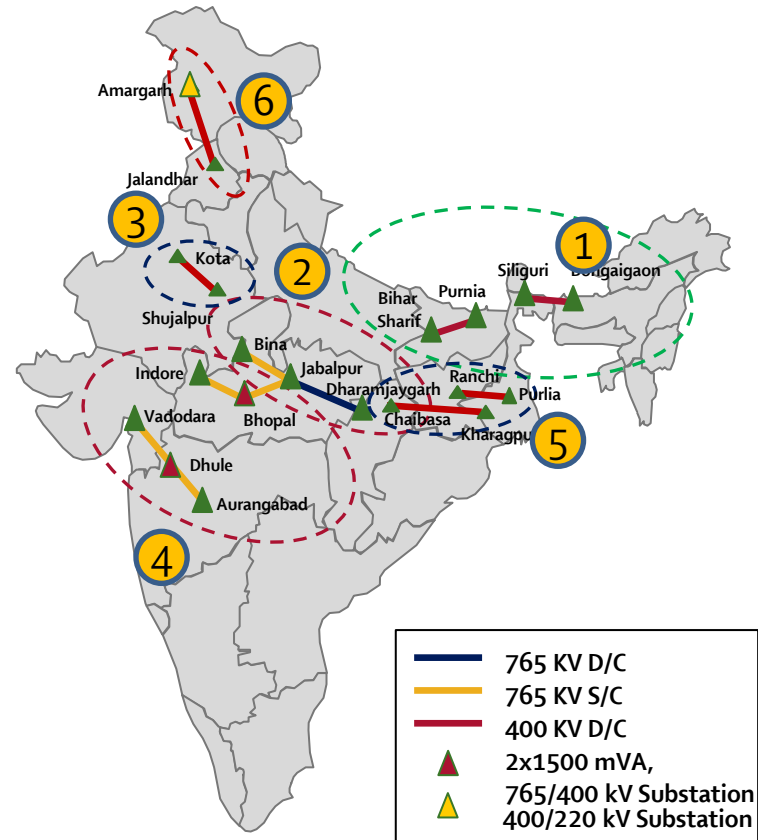 Amargarh
6
Jalandhar
3
1
Kota
2
Siliguri
Bihar
Sharif
Purnia
Shujalpur
Bina
Indore
Jabalpur
Dharamjaygarh
Ranchi
Purlia
Vadodara
Bhopal
Chaibasa
5
Dhule
Aurangabad
4
765 KV D/C
765 KV S/C
400 KV D/C
2x1500 mVA,
765/400 kV Substation
400/220 kV Substation